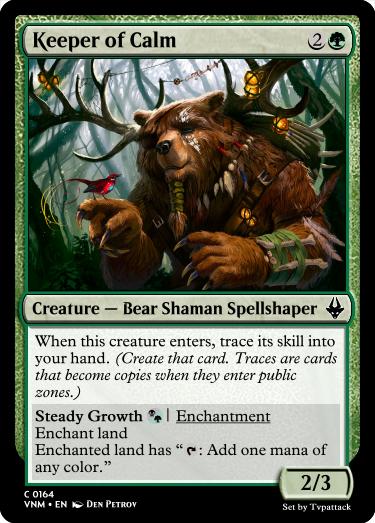 Keeper of Calm 2
Creature — Bear Shaman Spellshaper
When this creature enters, trace its skill into
your hand. (Create that card. Traces are cards
that become copies when they enter public
zones.)
Steady Growth | Enchantment
Enchant land
Enchanted land has “: Add one mana of
any color.”
2/3
C 0164
VNM • EN Den Petrov
Set by Tvpattack